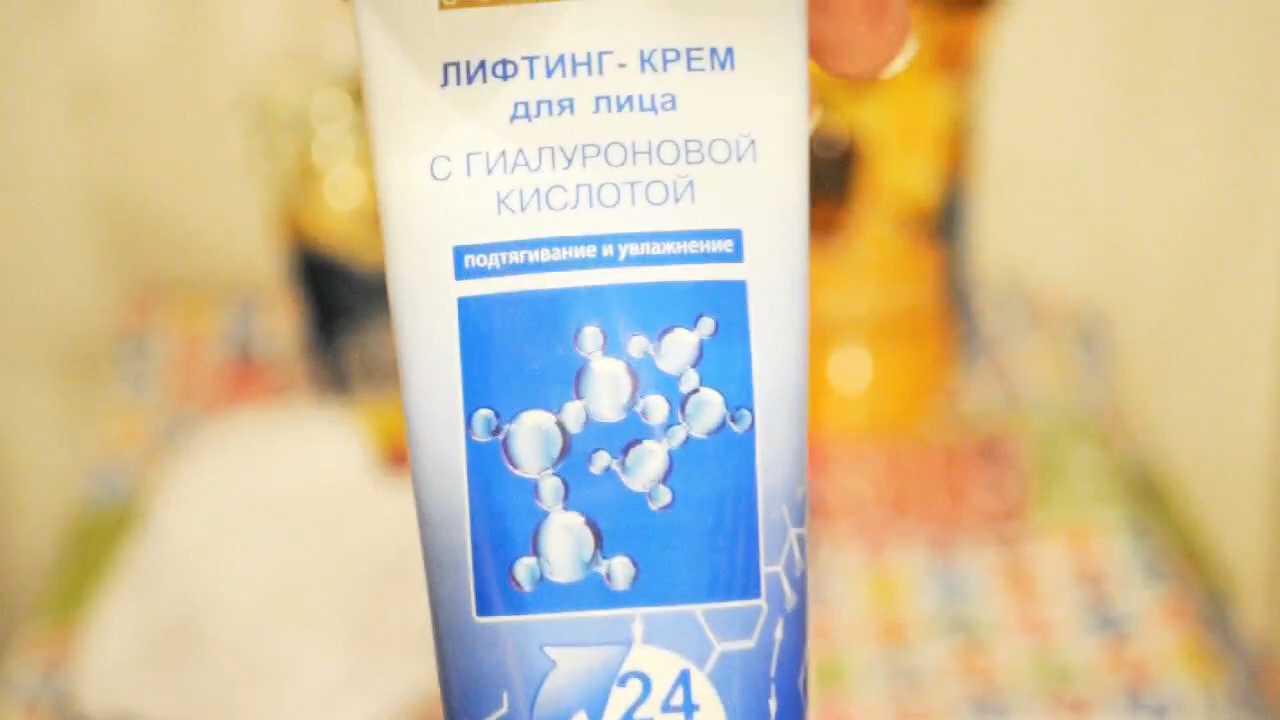 ЛИФТИНГ- КРЕМ
для лица
С ГИАЛУРОНОВОЙ
КИСЛОТОЙ
подтягивание и увлажнение
24